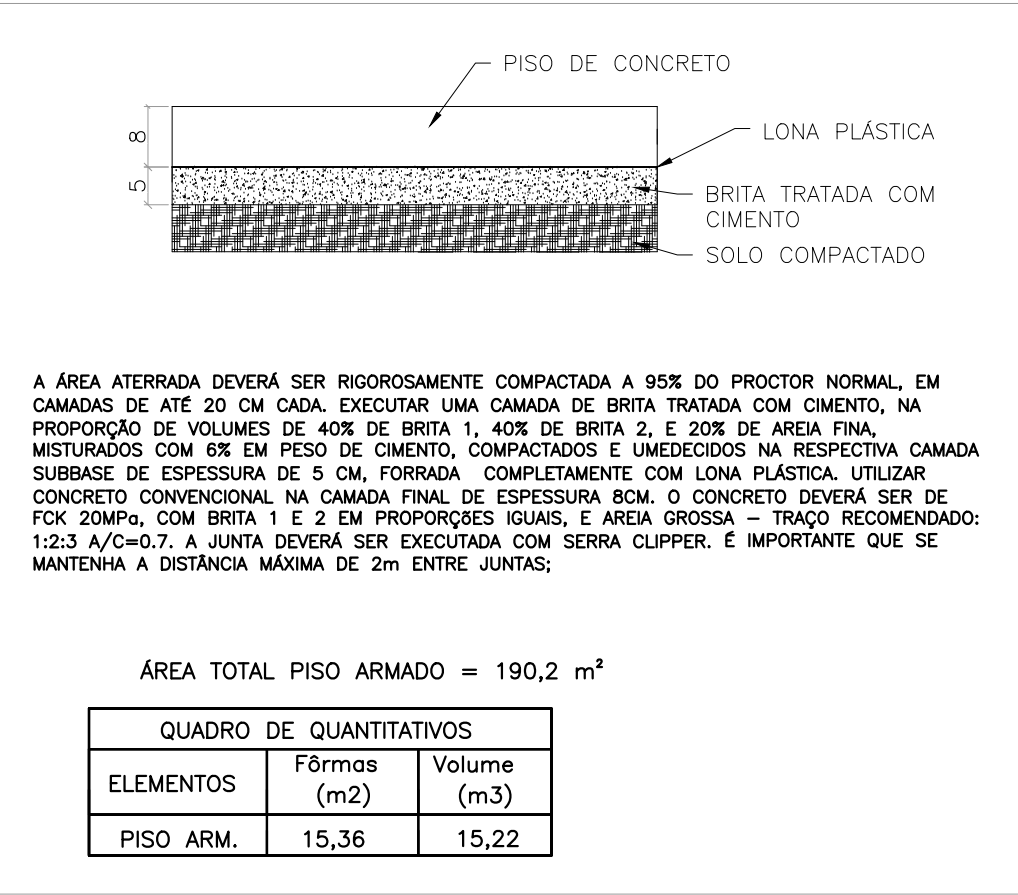 PISO DE CONCRETO
8
LONA PLÁSTICA
5
BRITA TRATADA COM
CIMENTO
SOLO COMPACTADO
A ÁREA ATERRADA DEVERÁ SER RIGOROSAMENTE COMPACTADA A 95% DO PROCTOR NORMAL, EM
CAMADAS DE ATÉ 20 CM CADA. EXECUTAR UMA CAMADA DE BRITA TRATADA COM CIMENTO, NA
PROPORÇÃO DE VOLUMES DE 40% DE BRITA 1, 40% DE BRITA 2, E 20% DE AREIA FINA,
MISTURADOS COM 6% EM PESO DE CIMENTO, COMPACTADOS E UMEDECIDOS NA RESPECTIVA CAMADA
SUBBASE DE ESPESSURA DE 5 CM, FORRADA COMPLETAMENTE COM LONA PLÁSTICA. UTILIZAR
CONCRETO CONVENCIONAL NA CAMADA FINAL DE ESPESSURA 8CM. O CONCRETO DEVERÁ SER DE
FCK 20MPa, COM BRITA 1 E 2 EM PROPORÇõES IGUAIS, E AREIA GROSSA – TRAÇO RECOMENDADO:
1:2:3 A/C=0.7. A JUNTA DEVERÁ SER EXECUTADA COM SERRA CLIPPER. É IMPORTANTE QUE SE
MANTENHA A DISTÂNCIA MÁXIMA DE 2m ENTRE JUNTAS;
ÁREA TOTAL PISO ARMADO = 190,2 m²
QUADRO DE QUANTITATIVOS
ELEMENTOS
Fôrmas
(m2)
Volume
(m3)
PISO ARM. 15,36 15,22